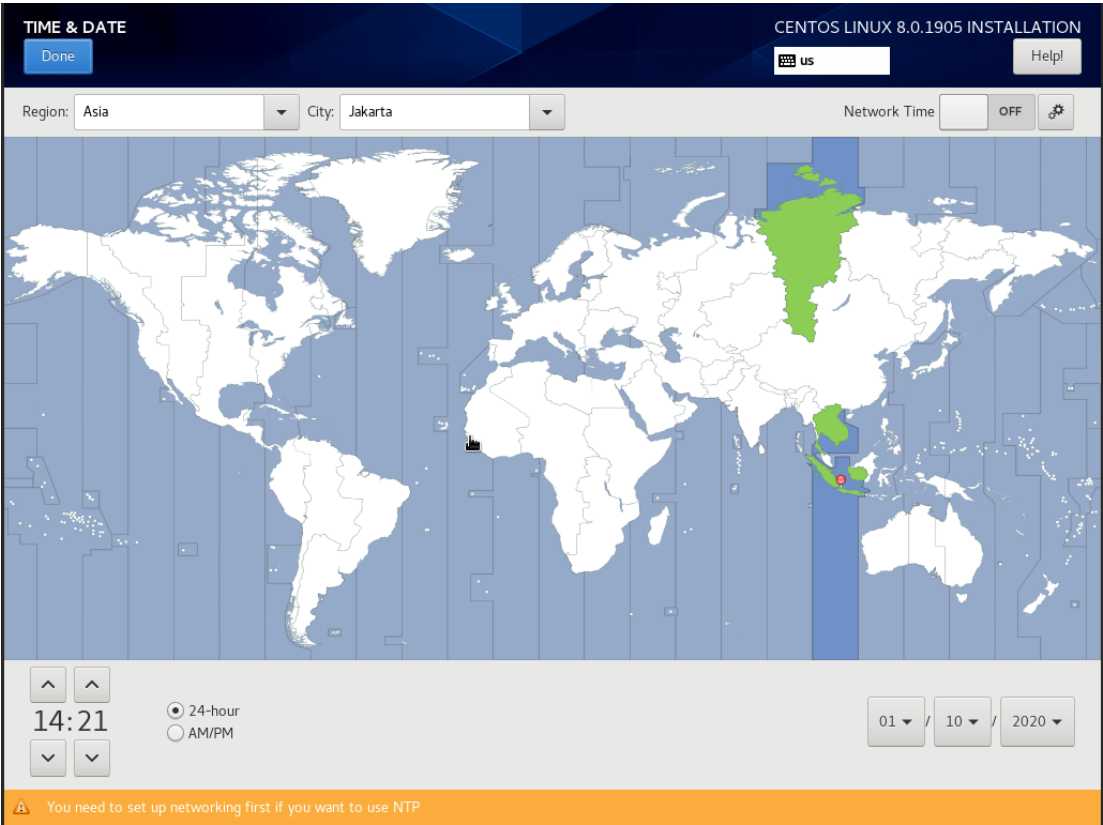 TIME & DATE
CENTOS LINUX 8.0.1905 INSTALLATION
Done
us
Help!
Region: Asia City: Jakarta Network Time OFF
14:21
24-hour
AM/PM
01 / 10 / 2020
You need to set up networking first if you want to use NTP